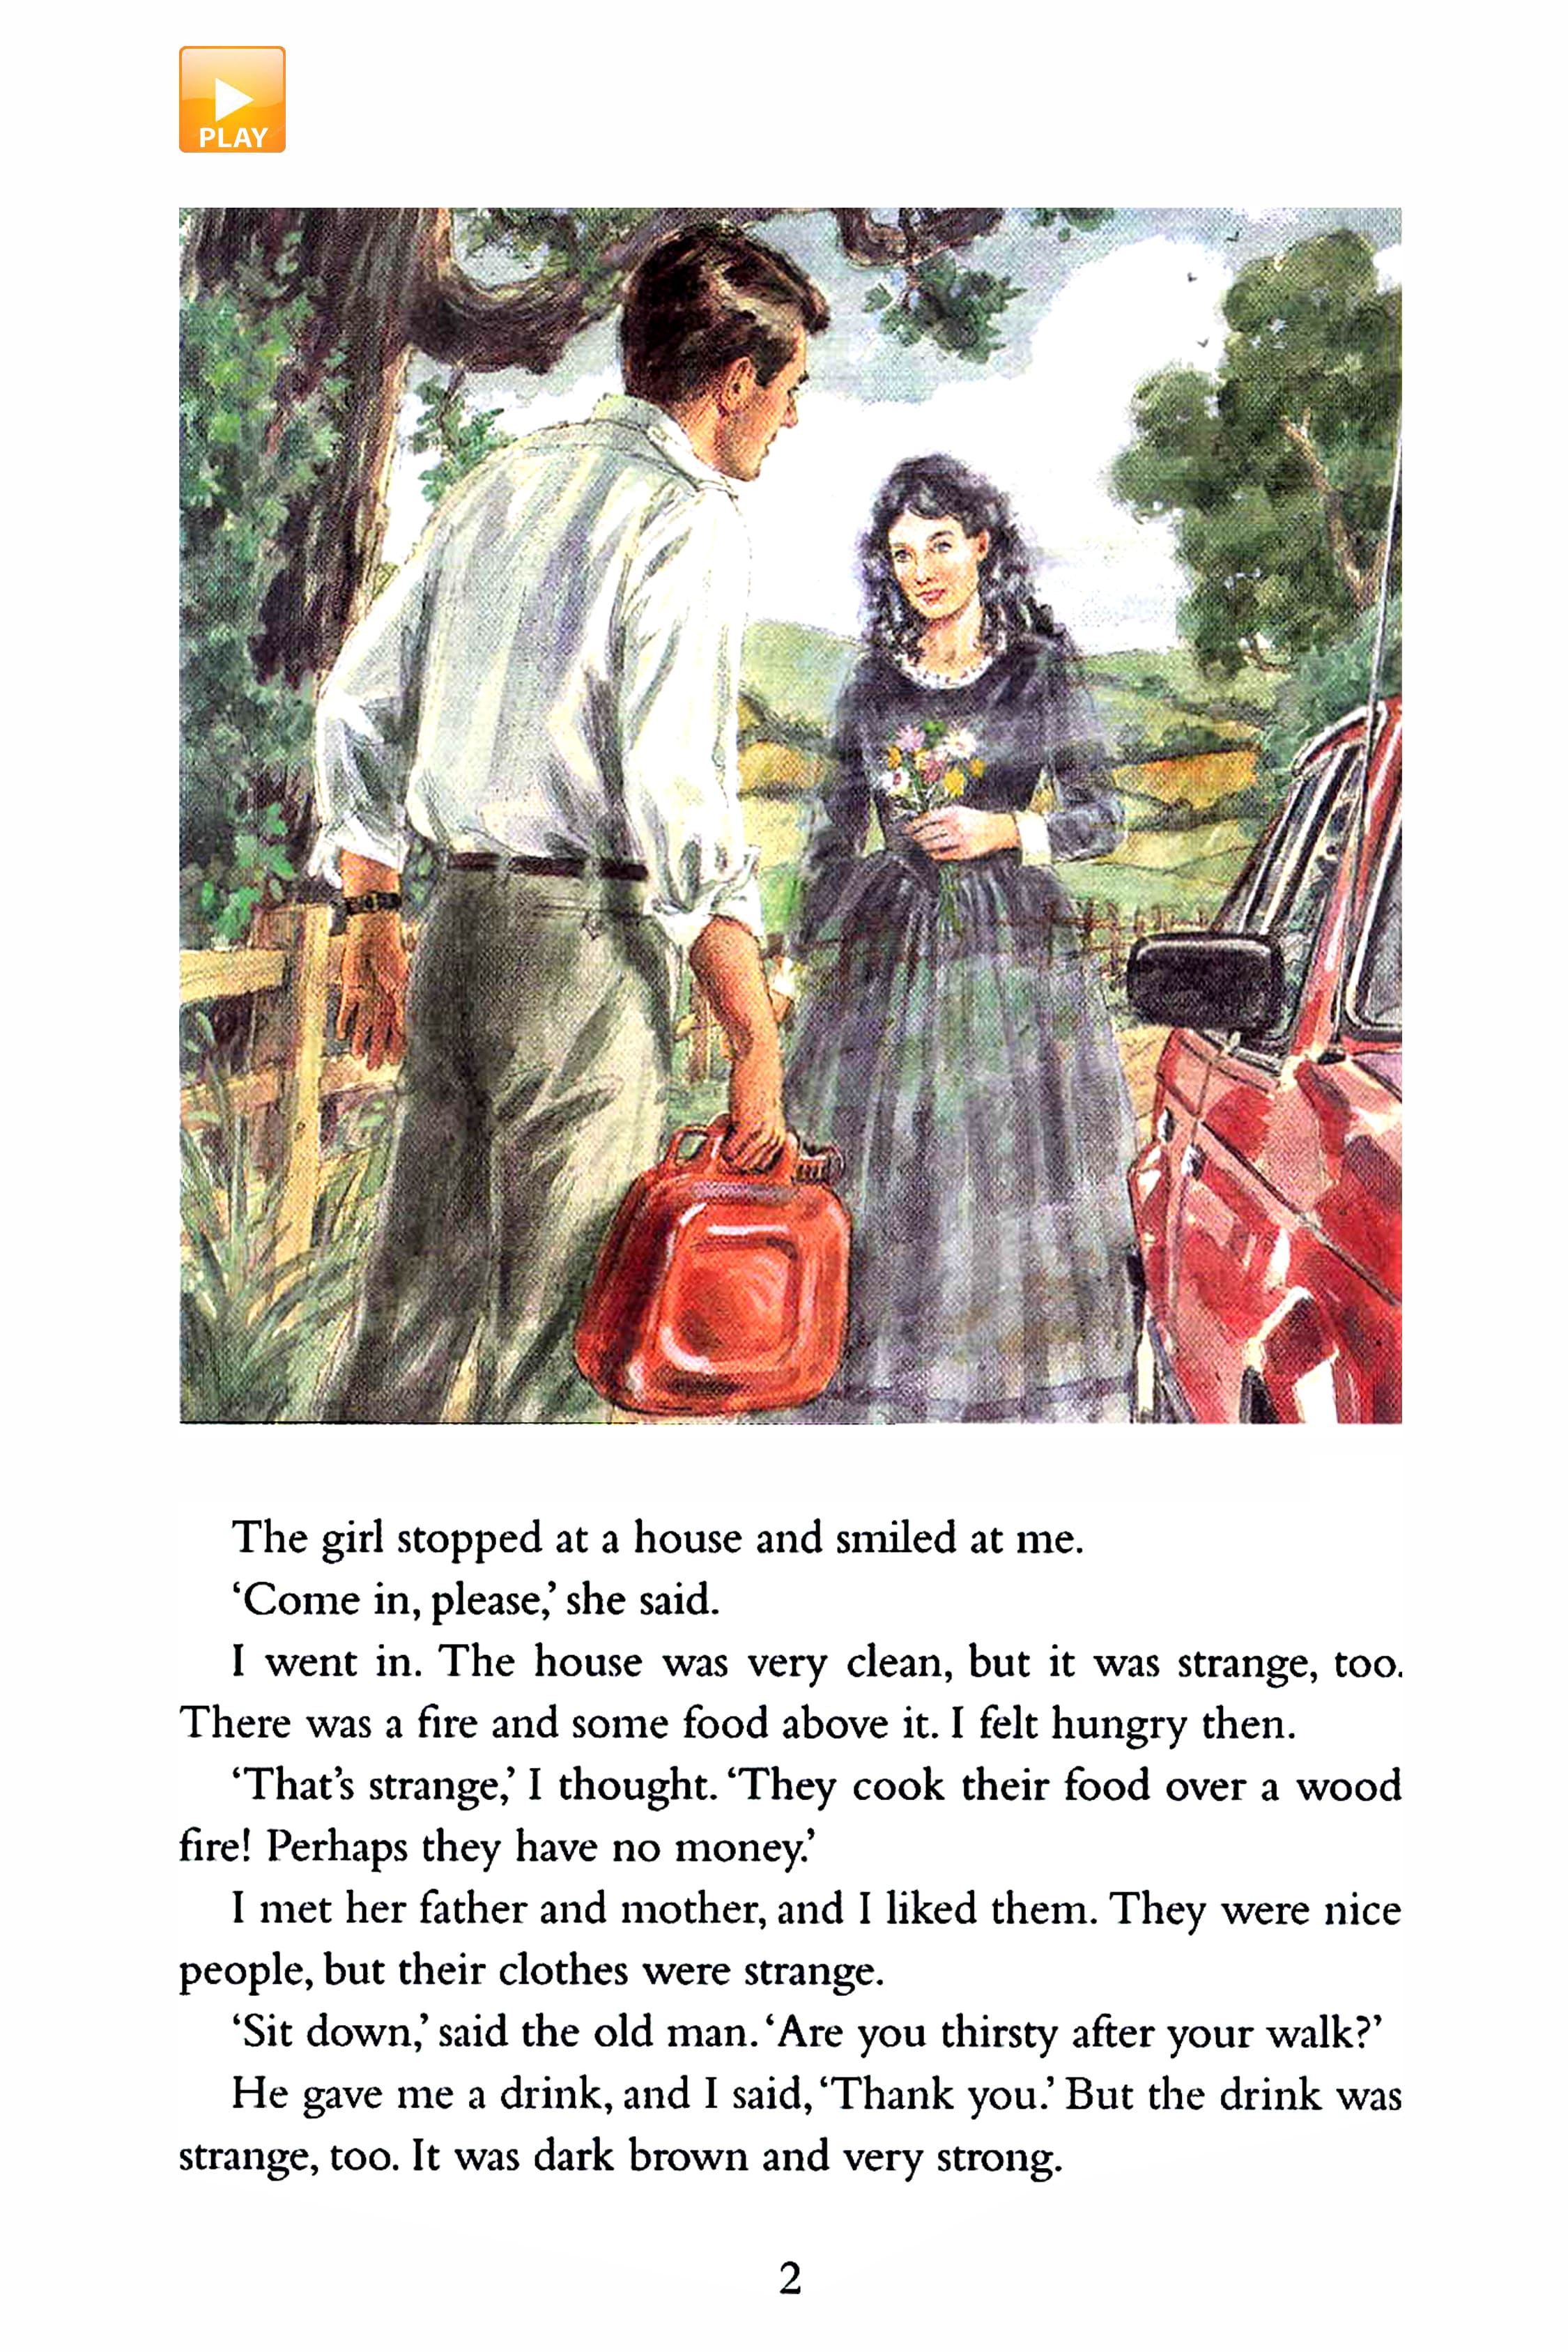 PLAY
The girl stopped at a house and smiled at me.
‘Come in, please,’ she said.
I went in. The house was very clean, but it was strange, too.
There was a fire and some food above it. I felt hungry then.
‘That’s strange,’ I thought. ‘They cook their food over a wood
fire! Perhaps they have no money.’
I met her father and mother, and I liked them. They were nice
people, but their clothes were strange.
‘Sit down,’ said the old man. ‘Are you thirsty after your walk?’
He gave me a drink, and I said, ‘Thank you.’ But the drink was
strange, too. It was dark brown and very strong.
2